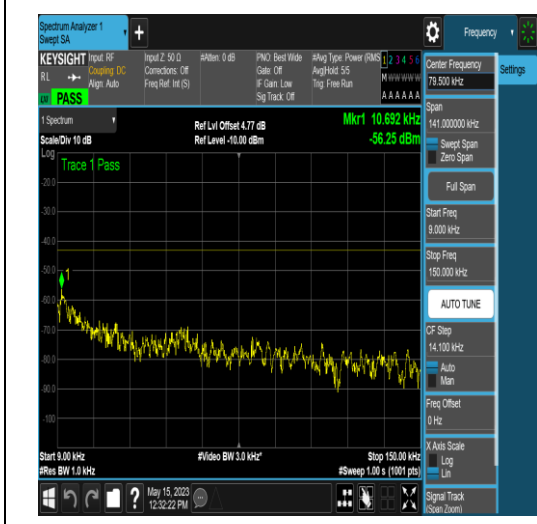 Spectrum Analyzer 1
Swept SA
Frequency
KEYSIGHT
Input: RF
Coupling: DC
Align: Auto
Input Z: 50 Ω
Corrections: Off
Freq Ref: Int (S)
#Atten: 0 dB
PNO: Best Wide
Gate: Off
IF Gain: Low
Sig Track: Off
#Avg Type: Power (RMS
Avg|Hold: 5/5
Trig: Free Run
1 2 3 4 5 6
M W W W W W
A A A A A A
RL
PASS
1 Spectrum
Scale/Div 10 dB
Log
Ref Lvl Offset 4.77 dB
Ref Level -10.00 dBm
Mkr1 10.692 kHz
-56.25 dBm
Trace 1 Pass
1
-20.0
-30.0
-40.0
-50.0
-60.0
-70.0
-80.0
-90.0
-100
Start 9.00 kHz
#Res BW 1.0 kHz
#Video BW 3.0 kHz*
Stop 150.00 kHz
#Sweep 1.00 s (1001 pts)
?
May 15, 2023
12:32:22 PM
Center Frequency
79.500 kHz
Settings
Span
141.000000 kHz
Swept Span
Zero Span
Full Span
Start Freq
9.000 kHz
Stop Freq
150.000 kHz
AUTO TUNE
CF Step
14.100 kHz
Auto
Man
Freq Offset
0 Hz
X Axis Scale
Log
Lin
Signal Track
(Span Zoom)